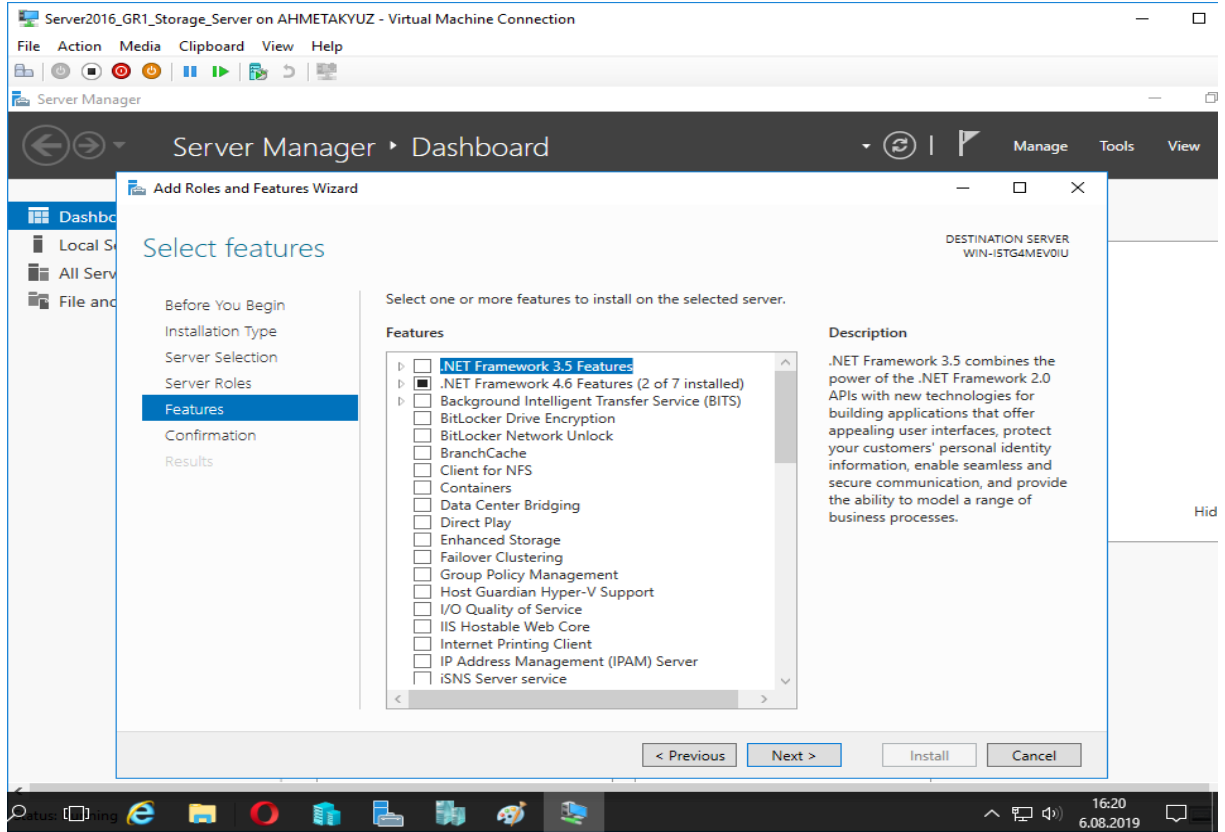 Server2016_GR1_Storage_Server on AHMETAKYUZ - Virtual Machine Connection
File Action Media Clipboard View Help
Server Manager
Server Manager • Dashboard
Manage Tools View
Add Roles and Features Wizard
Dashbo
Local Se
All Serv
File and
Select features
DESTINATION SERVER
WIN-I5TG4MEV0IU
Before You Begin
Installation Type
Server Selection
Server Roles
Features
Confirmation
Results
Select one or more features to install on the selected server.
Features
.NET Framework 3.5 Features
.NET Framework 4.6 Features (2 of 7 installed)
Background Intelligent Transfer Service (BITS)
BitLocker Drive Encryption
BitLocker Network Unlock
BranchCache
Client for NFS
Containers
Data Center Bridging
Direct Play
Enhanced Storage
Failover Clustering
Group Policy Management
Host Guardian Hyper-V Support
I/O Quality of Service
IIS Hostable Web Core
Internet Printing Client
IP Address Management (IPAM) Server
iSNS Server service
Description
.NET Framework 3.5 combines the
power of the .NET Framework 2.0
APIs with new technologies for
building applications that offer
appealing user interfaces, protect
your customers' personal identity
information, enable seamless and
secure communication, and provide
the ability to model a range of
business processes.
Hid
< Previous Next > Install Cancel
16:20
6.08.2019